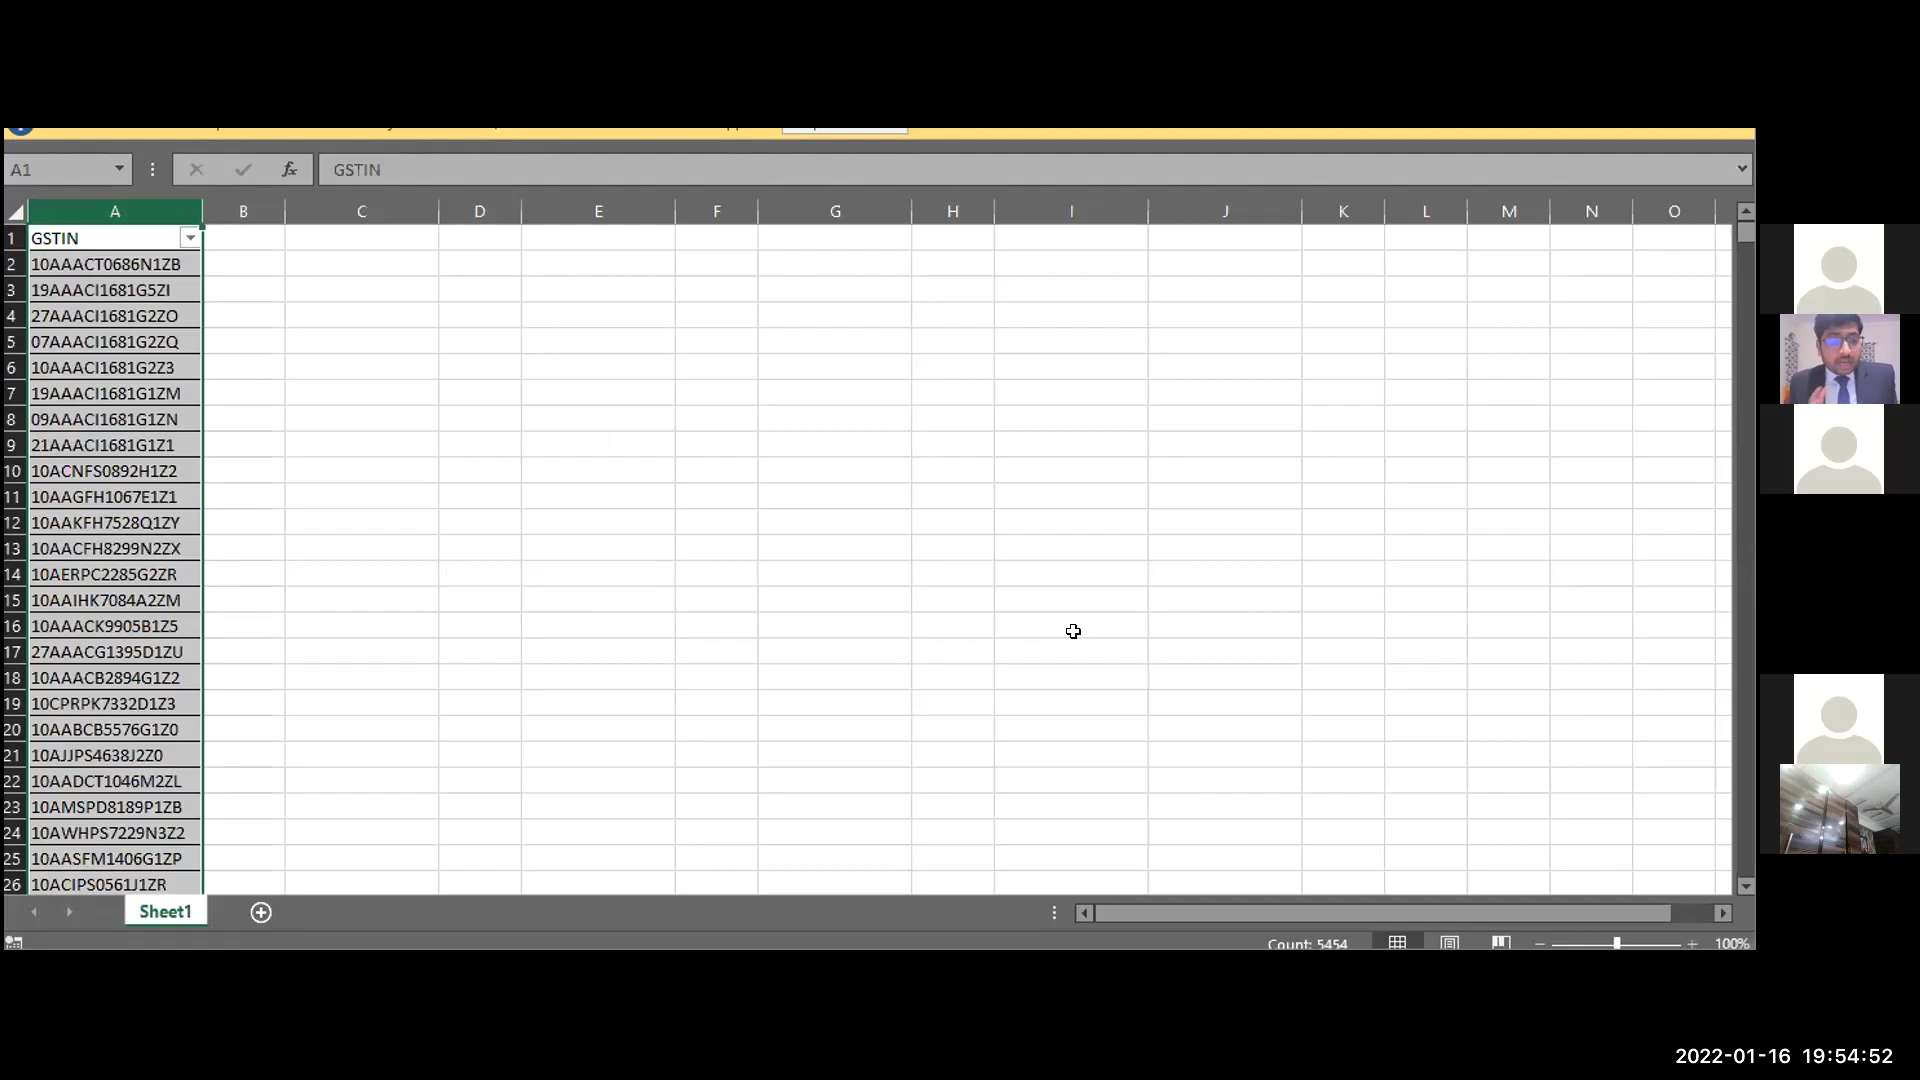 A1
fx
GSTIN
A B C D E F G H I J K L M N O
1 GSTIN
2 10AAACT0686N1ZB
3 19AAACI1681G5ZI
4 27AAACI1681G2ZO
5 07AAACI1681G2ZQ
6 10AAACI1681G2Z3
7 19AAACI1681G1ZM
8 09AAACI1681G1ZN
9 21AAACI1681G1Z1
10 10ACNFS0892H1Z2
11 10AAGFH1067E1Z1
12 10AAKFH7528Q1ZY
13 10AACFH8299N2ZX
14 10AERPC2285G2ZR
15 10AAIHK7084A2ZM
16 10AAACK9905B1Z5
17 27AAACG1395D1ZU
18 10AAACB2894G1Z2
19 10CPRPK7332D1Z3
20 10AABCB5576G1Z0
21 10AJJPS4638J2Z0
22 10AADCT1046M2ZL
23 10AMSPD8189P1ZB
24 10AWHPS7229N3Z2
25 10AASFM1406G1ZP
26 10ACIPS0561J1ZR
Sheet1
Count: 5454
100%
2022-01-16 19:54:52